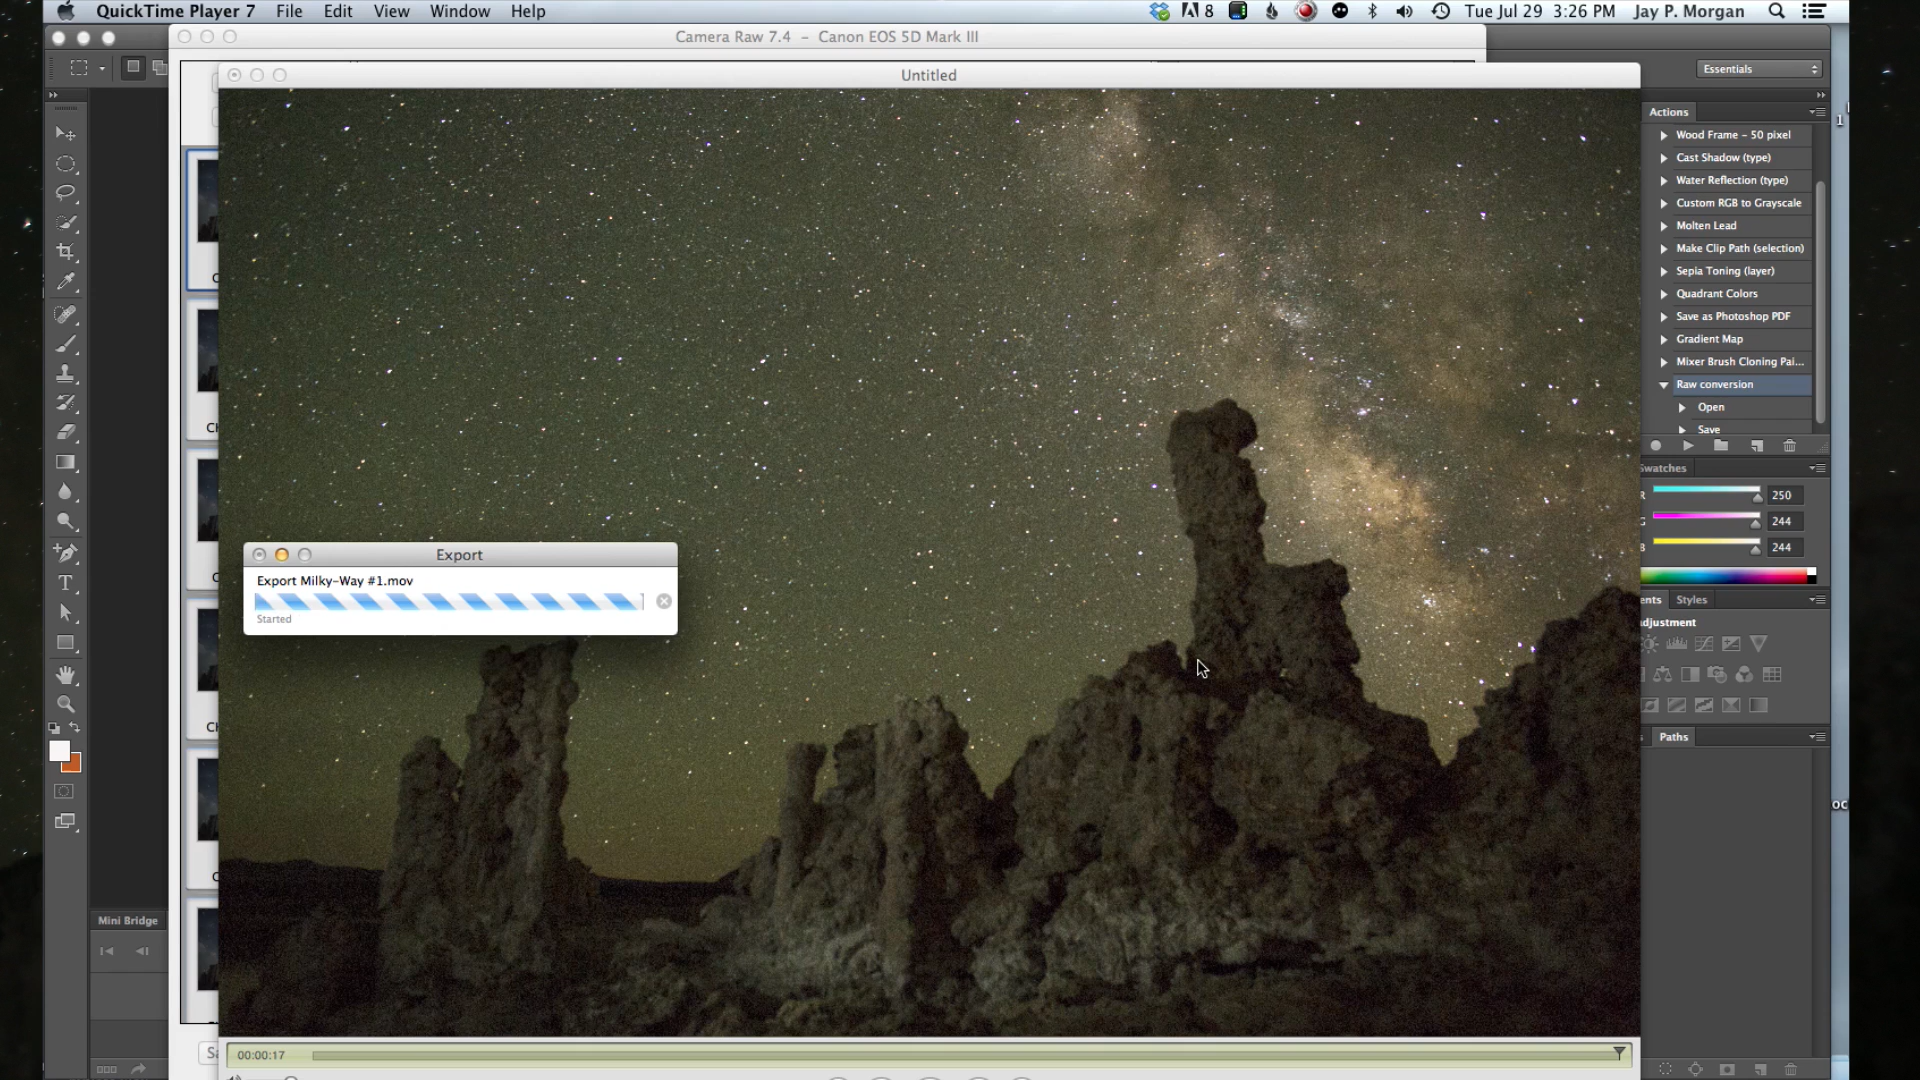 QuickTime Player 7 File Edit View Window Help 8 Tue Jul 29 3:26 PM Jay P. Morgan
Camera Raw 7.4 – Canon EOS 5D Mark III
Essentials
Untitled
Actions
Wood Frame – 50 pixel
Cast Shadow (type)
Water Reflection (type)
Custom RGB to Grayscale
Molten Lead
Make Clip Path (selection)
Sepia Toning (layer)
Quadrant Colors
Save as Photoshop PDF
Gradient Map
Mixer Brush Cloning Pai...
Raw conversion
Open
Save
Swatches
R 250
G 244
B 244
Styles
Paths
Export
Export Milky-Way #1.mov
Started
Mini Bridge
00:00:17